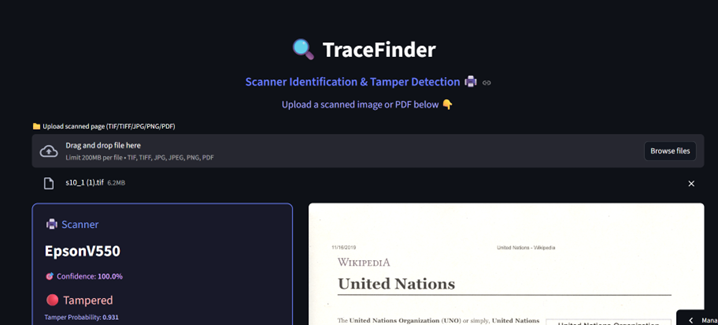 TraceFinder
Scanner Identification & Tamper Detection
Upload a scanned image or PDF below
Upload scanned page (TIF/TIFF/JPG/PNG/PDF)
Drag and drop file here
Limit 200MB per file • TIF, TIFF, JPG, JPEG, PNG, PDF
Browse files
s10_1 (1).tif 6.2MB
Scanner
EpsonV550
Confidence: 100.0%
Tampered
Tamper Probability: 0.931
11/16/2019 United Nations - Wikipedia
WIKIPEDIA
United Nations
The United Nations Organization (UNO) or simply, United Nations
United Nations Organization
Mana